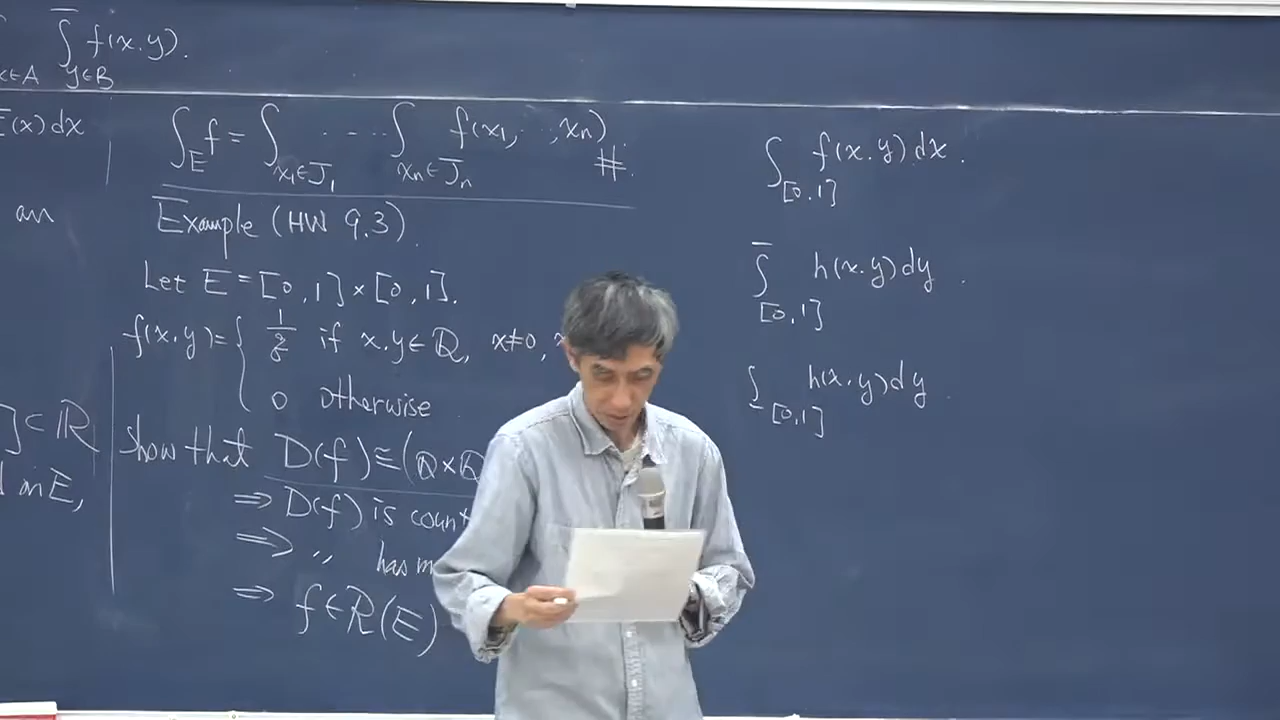 ∫̅_{y∈B} f(x.y).
x∈A
(x)dx
an
]⊂ℝ
on E,
∫_E f = ∫_{x₁∈J₁} ····· ∫_{xₙ∈Jₙ} f(x₁, ··, xₙ). #
Example (HW 9.3).
Let E=[0,1]×[0,1].
f(x.y)= { 1/q if x.y∈Q, x≠0,
0 otherwise
Show that D(f)⊆(Q×Q
⇒ D(f) is
⇒ 〃 has
⇒ f∈R(E)
∫_{[0,1]} f(x.y)dx.
∫̅_{[0,1]} h(x.y)dy.
∫̲_{[0,1]} h(x.y)dy.